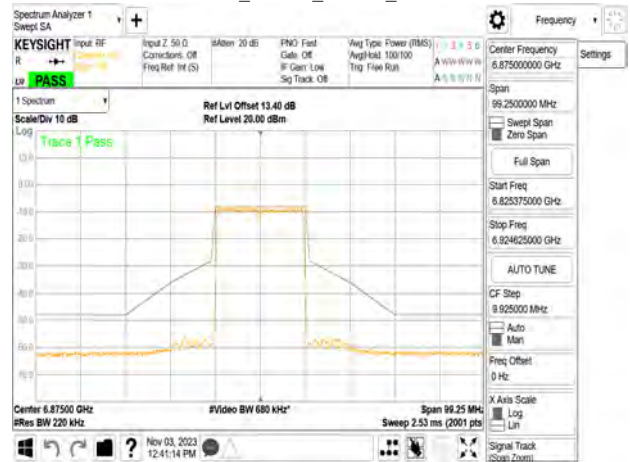 Spectrum Analyzer 1
Swept SA
+
Frequency
KEYSIGHT
R
PASS
Input: RF
Input Z: 50 Ω
Corrections: Off
Freq Ref: Int (S)
#Atten: 20 dB
PNO: Fast
Gate: Off
IF Gain: Low
Sig Track: Off
Avg Type: Power (RMS)
Avg|Hold: 100/100
Trig: Free Run
Center Frequency
6.875000000 GHz
Settings
Span
99.2500000 MHz
Swept Span
Zero Span
Full Span
Start Freq
6.825375000 GHz
Stop Freq
6.924625000 GHz
AUTO TUNE
CF Step
9.925000 MHz
Auto
Man
Freq Offset
0 Hz
X Axis Scale
Log
Lin
Signal Track
(Span Zoom)
1 Spectrum
Scale/Div 10 dB
Ref Lvl Offset 13.40 dB
Ref Level 20.00 dBm
Log
Trace 1 Pass
Center 6.87500 GHz
#Video BW 680 kHz*
Span 99.25 MHz
#Res BW 220 kHz
Sweep 2.53 ms (2001 pts)
?
Nov 03, 2023
12:41:14 PM